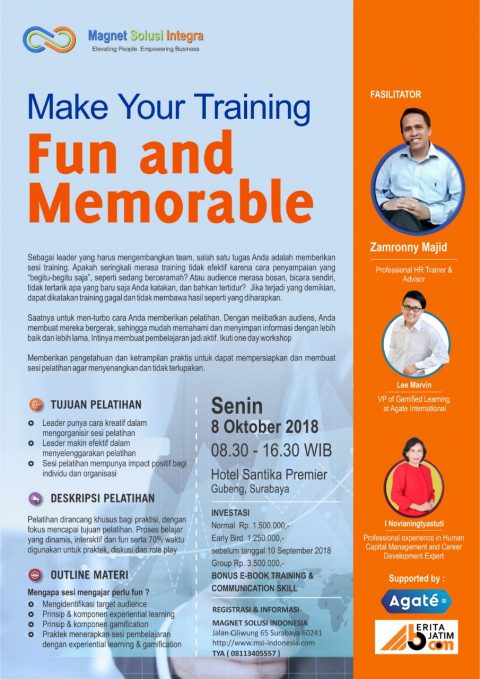 Magnet Solusi Integra
Elevating People. Empowering Business
Make Your Training
Fun and
Memorable
Sebagai leader yang harus mengembangkan team, salah satu tugas Anda adalah memberikan
sesi training. Apakah seringkali merasa training tidak efektif karena cara penyampaian yang
"begitu-begitu saja", seperti sedang berceramah? Atau audience merasa bosan, bicara sendiri,
tidak tertarik apa yang baru saja Anda katakan, dan bahkan tertidur? Jika terjadi yang demikian,
dapat dikatakan training gagal dan tidak membawa hasil seperti yang diharapkan.
Saatnya untuk men-turbo cara Anda memberikan pelatihan. Dengan melibatkan audiens, Anda
membuat mereka bergerak, sehingga mudah memahami dan menyimpan informasi dengan lebih
baik dan lebih lama. Intinya membuat pembelajaran jadi aktif. Ikuti one day workshop
Memberikan pengetahuan dan ketrampilan praktis untuk dapat mempersiapkan dan membuat
sesi pelatihan agar menyenangkan dan tidak terlupakan.
TUJUAN PELATIHAN
Leader punya cara kreatif dalam
mengorganisir sesi pelatihan
Leader makin efektif dalam
menyelenggarakan pelatihan
Sesi pelatihan mempunya impact positif bagi
individu dan organisasi
DESKRIPSI PELATIHAN
Pelatihan dirancang khusus bagi praktisi, dengan
fokus mencapai tujuan pelatihan. Proses belajar
yang dinamis, interaktif dan fun serta 70% waktu
digunakan untuk praktek, diskusi dan role play
OUTLINE MATERI
Mengapa sesi mengajar perlu fun ?
Mengidentifikasi target audience
Prinsip & komponen experiential learning
Prinsip & komponen gamification
Praktek menerapkan sesi pembelajaran
dengan experiential learning & gamification
Senin
8 Oktober 2018
08.30 - 16.30 WIB
Hotel Santika Premier
Gubeng, Surabaya
INVESTASI
Normal Rp. 1.500.000,-
Early Bird 1.250.000,-
sebelum tanggal 10 September 2018
Group Rp. 3.500.000,-
BONUS E-BOOK TRAINING &
COMMUNICATION SKILL
REGISTRASI & INFORMASI
MAGNET SOLUSI INDONESIA
Jalan Ciliwung 65 Surabaya 60241
http://www.msi-indonesia.com
TYA ( 08113405557 )
FASILITATOR
Zamronny Majid
Professional HR Trainer &
Advisor
Lee Marvin
VP of Gamified Learning
at Agate International
I Novianingtyastuti
Professional experience in Human
Capital Management and Career
Development Expert
Supported by :
Agate
BERITA
JATIM
com